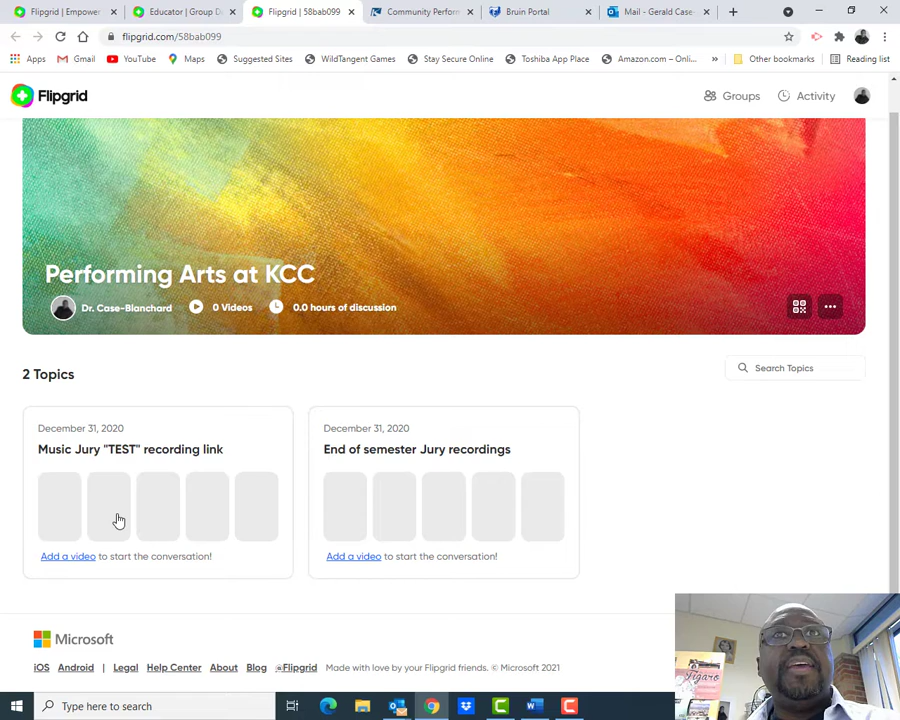 Flipgrid | Empower
Educator | Group D
Flipgrid | 58bab099
Community Perform
Bruin Portal
Mail - Gerald Case-
flipgrid.com/58bab099
Apps
Gmail
YouTube
Maps
Suggested Sites
WildTangent Games
Stay Secure Online
Toshiba App Place
Amazon.com – Onli...
»
Other bookmarks
Reading list
Flipgrid
Groups
Activity
Performing Arts at KCC
Dr. Case-Blanchard
0 Videos
0.0 hours of discussion
2 Topics
Search Topics
December 31, 2020
Music Jury "TEST" recording link
Add a video to start the conversation!
December 31, 2020
End of semester Jury recordings
Add a video to start the conversation!
Microsoft
iOS
Android
|
Legal
Help Center
About
Blog
@Flipgrid
Made with love by your Flipgrid friends. © Microsoft 2021
Figaro
Type here to search